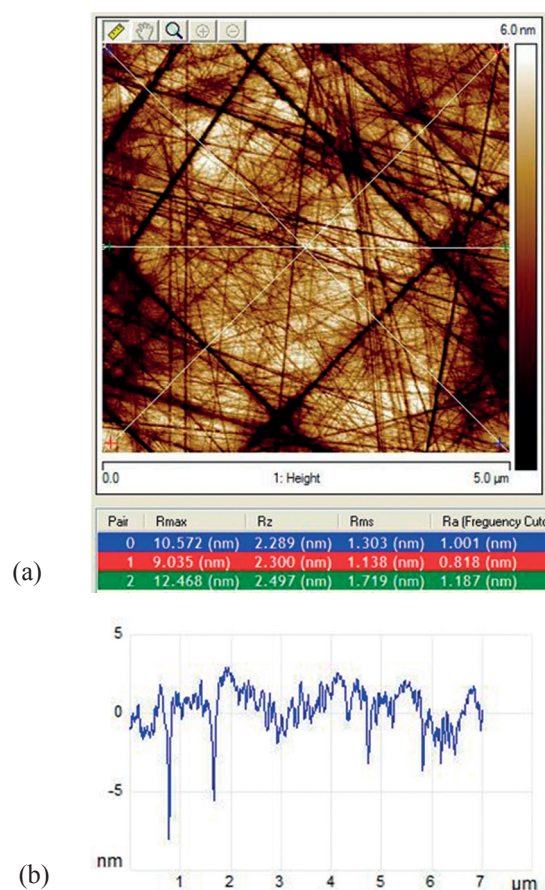 6.0 nm
0.0 1: Height 5.0 µm
Pair Rmax Rz Rms Ra (Freguency Cuto
0 10.572 (nm) 2.289 (nm) 1.303 (nm) 1.001 (nm)
1 9.035 (nm) 2.300 (nm) 1.138 (nm) 0.818 (nm)
2 12.468 (nm) 2.497 (nm) 1.719 (nm) 1.187 (nm)
(a)
5
0
-5
nm
1 2 3 4 5 6 7 µm
(b)